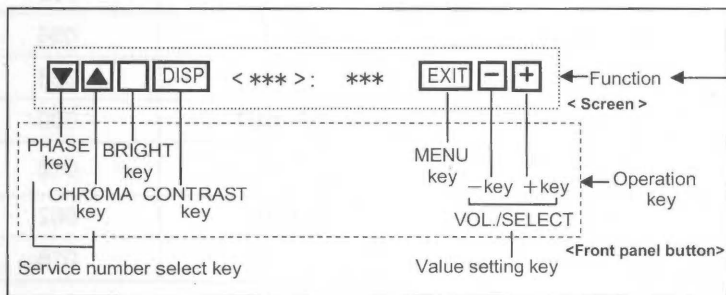 ▼ ▲ DISP < *** >: *** EXIT − + Function
< Screen >
PHASE key
BRIGHT key
MENU key
CHROMA key
CONTRAST key
−key +key
Operation key
VOL./SELECT
<Front panel button>
Service number select key
Value setting key